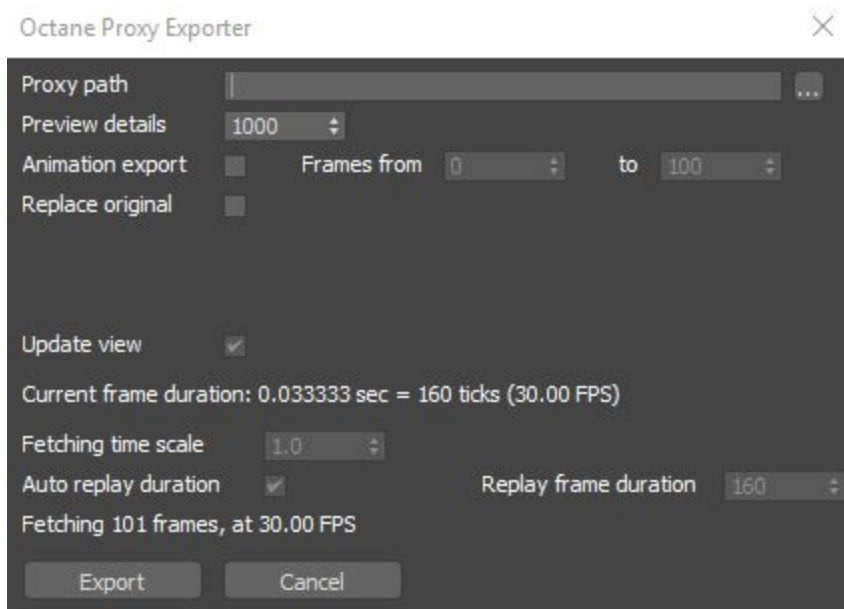 Octane Proxy Exporter
Proxy path ...
Preview details 1000
Animation export Frames from 0 to 100
Replace original
Update view
Current frame duration: 0.033333 sec = 160 ticks (30.00 FPS)
Fetching time scale 1.0
Auto replay duration Replay frame duration 160
Fetching 101 frames, at 30.00 FPS
Export Cancel